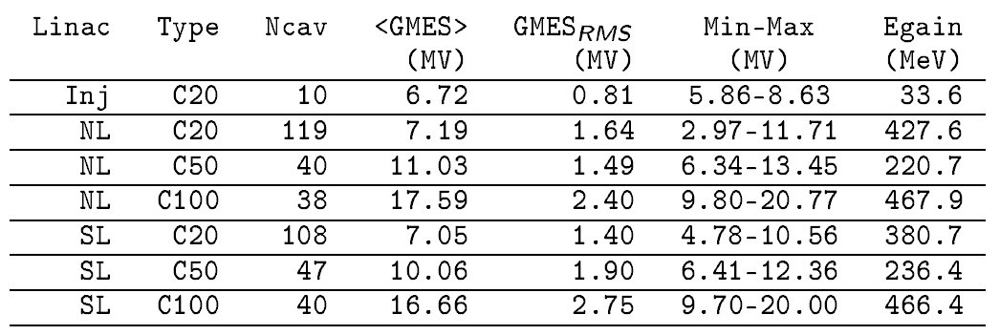 Linac Type Ncav <GMES> GMES_RMS Min-Max Egain
(MV) (MV) (MV) (MeV)
Inj C20 10 6.72 0.81 5.86-8.63 33.6
NL C20 119 7.19 1.64 2.97-11.71 427.6
NL C50 40 11.03 1.49 6.34-13.45 220.7
NL C100 38 17.59 2.40 9.80-20.77 467.9
SL C20 108 7.05 1.40 4.78-10.56 380.7
SL C50 47 10.06 1.90 6.41-12.36 236.4
SL C100 40 16.66 2.75 9.70-20.00 466.4